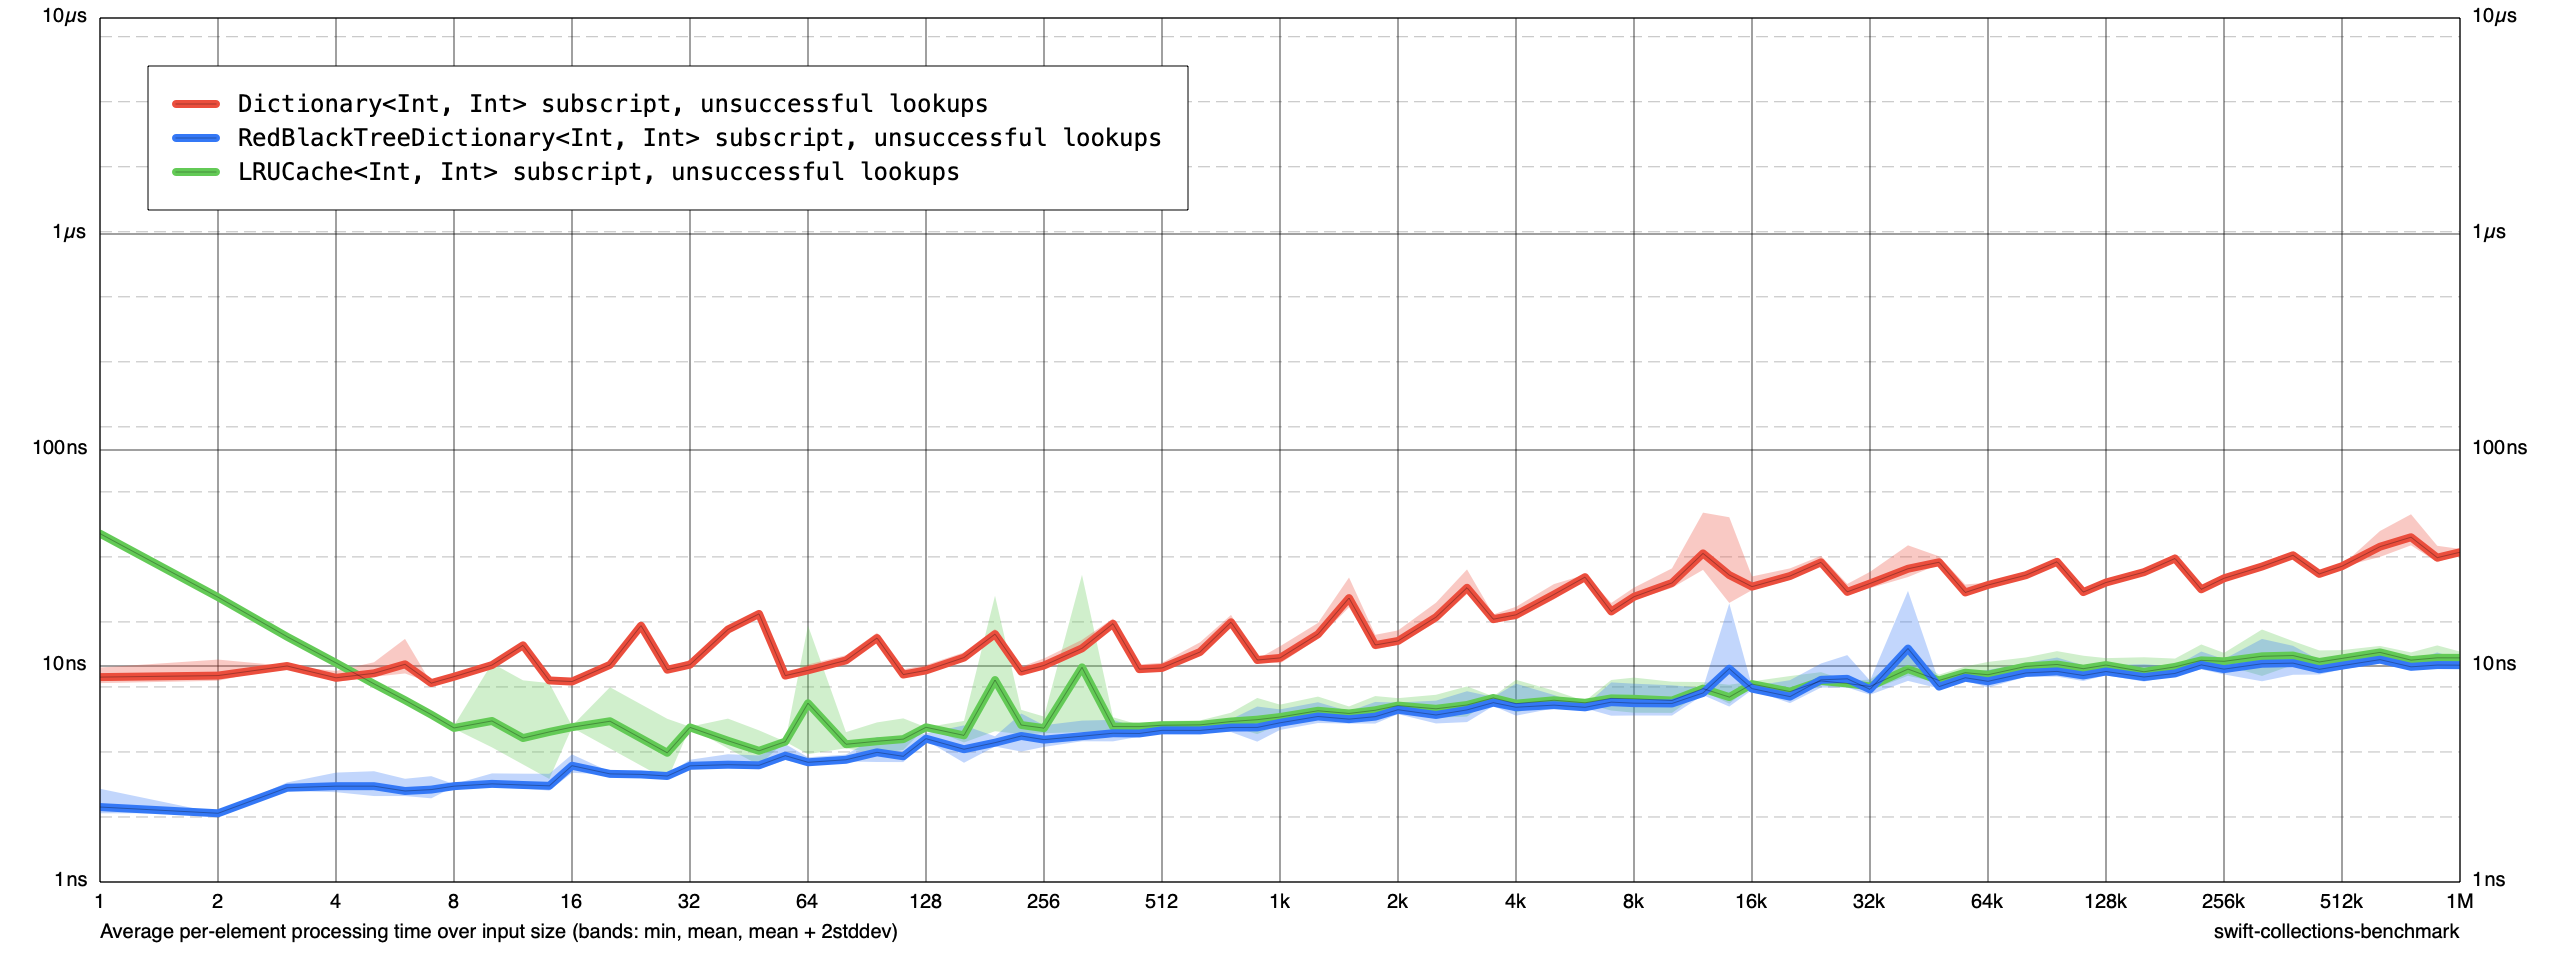 10µs 10µs
Dictionary<Int, Int> subscript, unsuccessful lookups
RedBlackTreeDictionary<Int, Int> subscript, unsuccessful lookups
LRUCache<Int, Int> subscript, unsuccessful lookups
1µs 1µs
100ns 100ns
10ns 10ns
1ns 1ns
1 2 4 8 16 32 64 128 256 512 1k 2k 4k 8k 16k 32k 64k 128k 256k 512k 1M
Average per-element processing time over input size (bands: min, mean, mean + 2stddev) swift-collections-benchmark